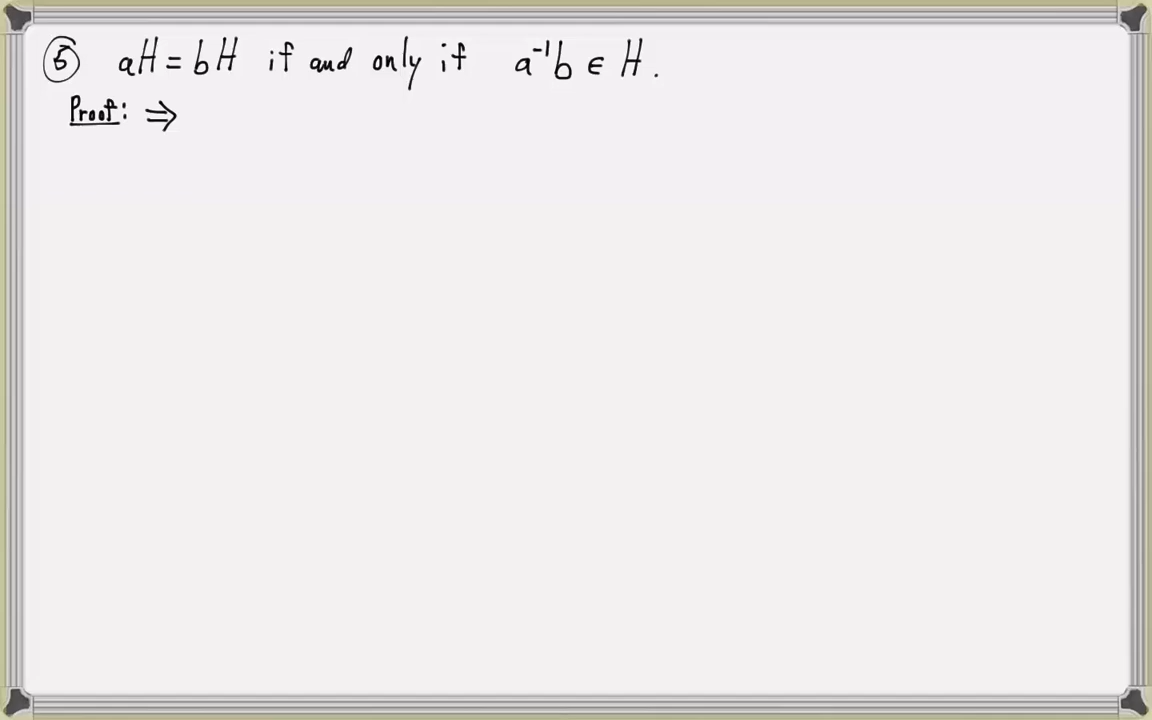 ⑤ aH = bH if and only if a⁻¹b ∈ H.
Proof: ⇒